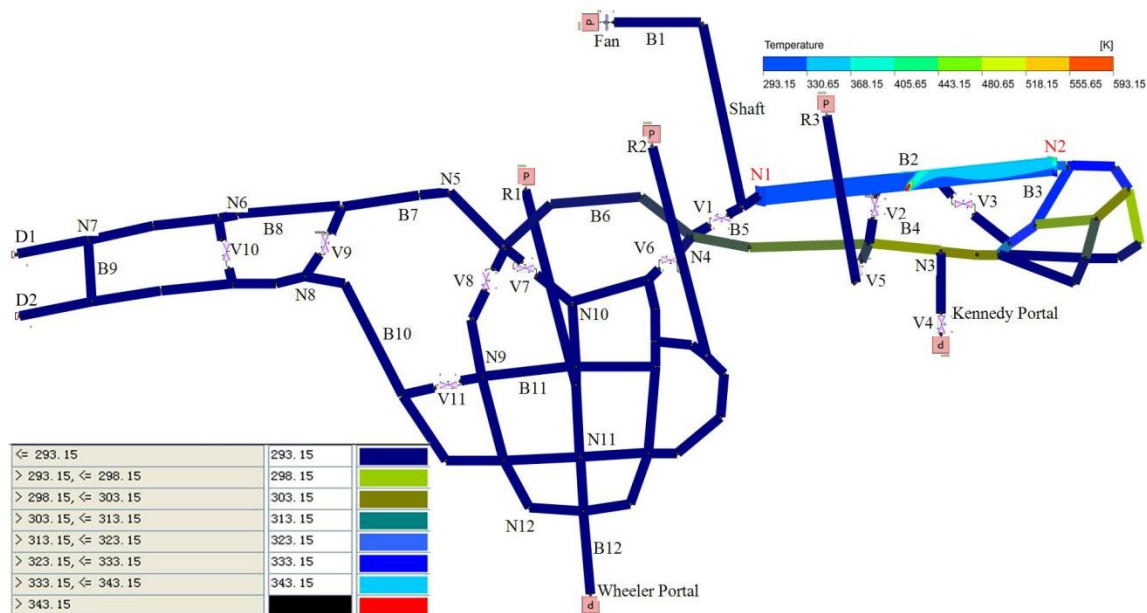 P
Fan
B1
Temperature
[K]
293.15 330.65 368.15 405.65 443.15 480.65 518.15 555.65 593.15
Shaft
P
R3
P
R2
P
R1
N1
B2
N2
B3
V3
V2
V1
B5
B4
N5
B7
B6
N6
B8
N7
D1
V10
V9
B9
D2
N8
V8
V7
V6
N4
V5
N3
V4
Kennedy Portal
P
N10
B10
N9
B11
V11
N11
N12
B12
Wheeler Portal
P
<= 293.15 293.15
> 293.15, <= 298.15 298.15
> 298.15, <= 303.15 303.15
> 303.15, <= 313.15 313.15
> 313.15, <= 323.15 323.15
> 323.15, <= 333.15 333.15
> 333.15, <= 343.15 343.15
> 343.15